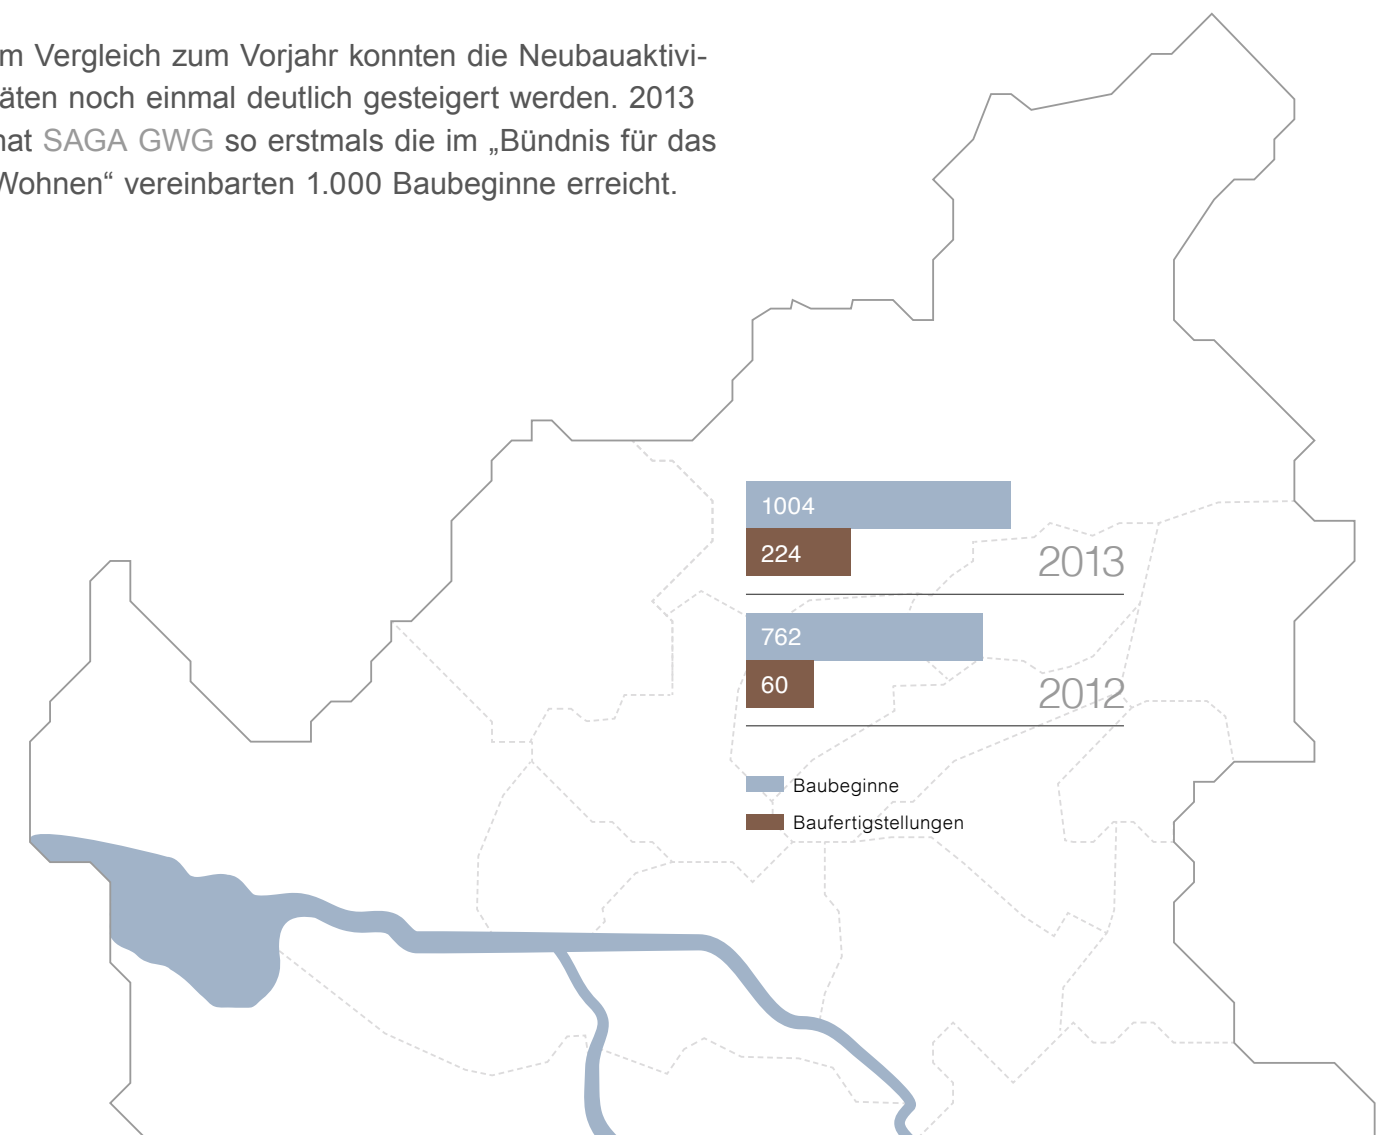 m Vergleich zum Vorjahr konnten die Neubauaktivi-
äten noch einmal deutlich gesteigert werden. 2013
hat SAGA GWG so erstmals die im „Bündnis für das
Wohnen“ vereinbarten 1.000 Baubeginne erreicht.
1004
224
2013
762
60
2012
Baubeginne
Baufertigstellungen